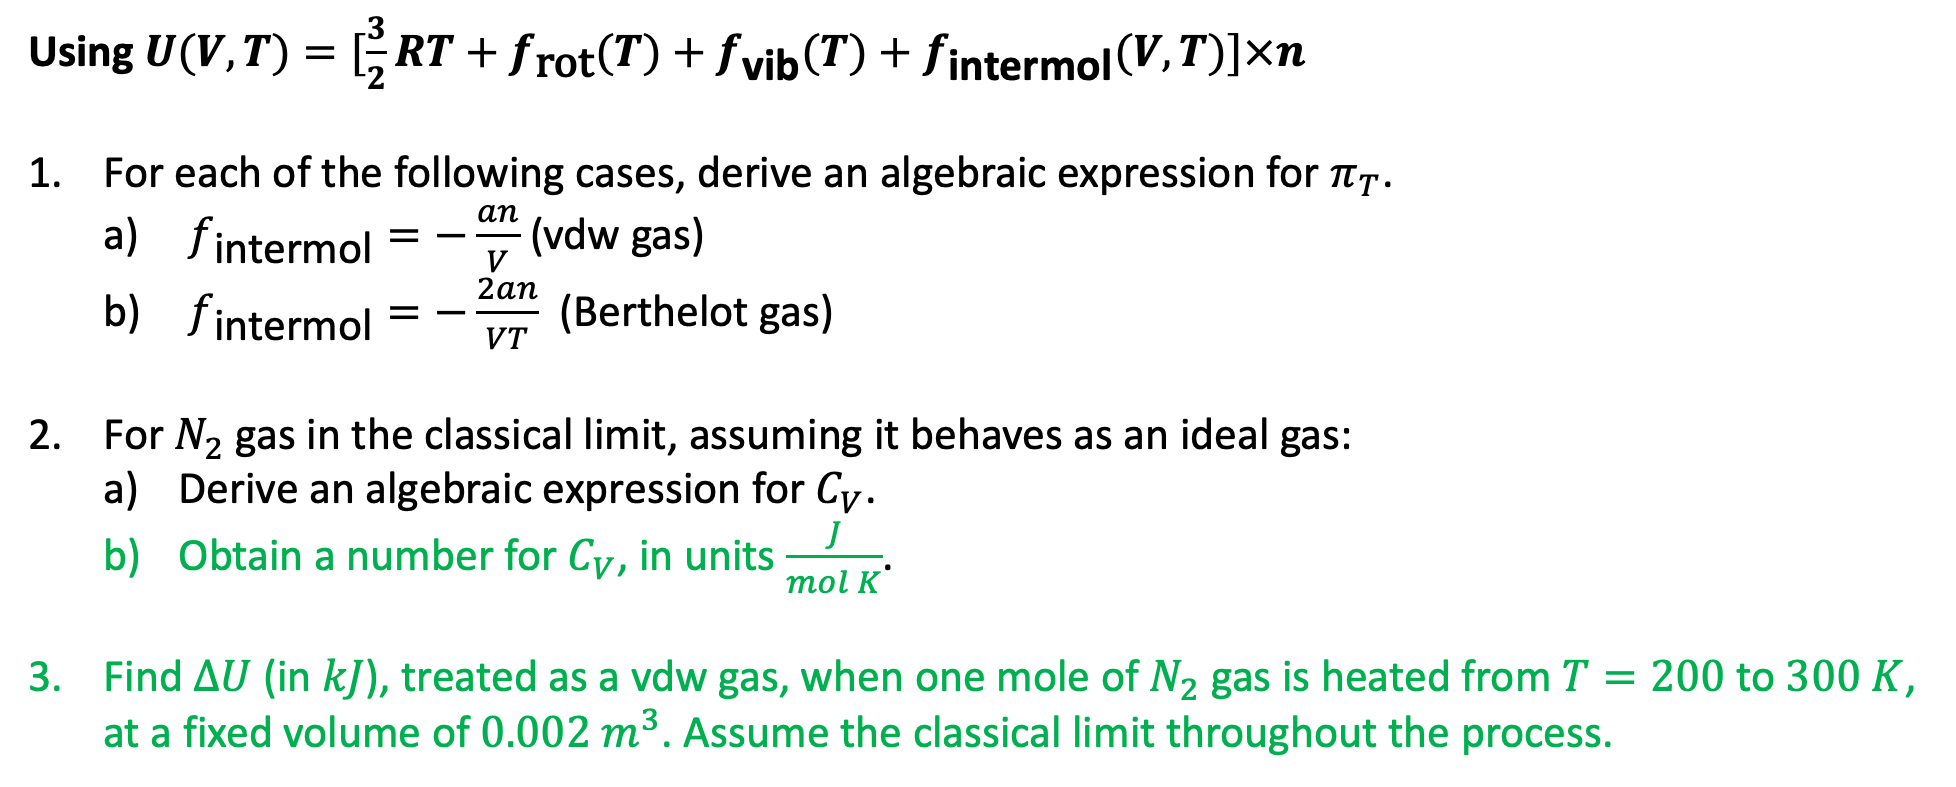 Using U(V, T) = [3/2 RT + f_rot(T) + f_vib(T) + f_intermol(V, T)]×n
1. For each of the following cases, derive an algebraic expression for π_T.
a) f_intermol = − an/V (vdw gas)
b) f_intermol = − 2an/VT (Berthelot gas)
2. For N₂ gas in the classical limit, assuming it behaves as an ideal gas:
a) Derive an algebraic expression for C_V.
b) Obtain a number for C_V, in units J/mol K.
3. Find ΔU (in kJ), treated as a vdw gas, when one mole of N₂ gas is heated from T = 200 to 300 K,
at a fixed volume of 0.002 m³. Assume the classical limit throughout the process.